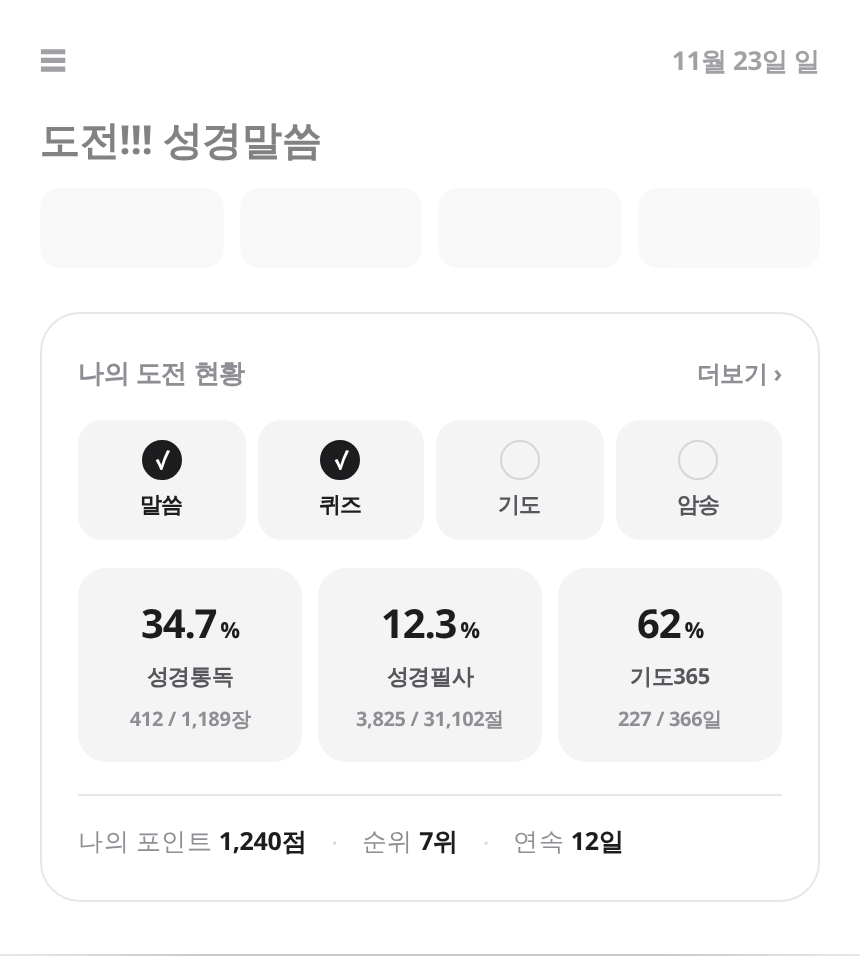 11월 23일 일
도전!!! 성경말씀
나의 도전 현황 더보기 ›
말씀 퀴즈 기도 암송
34.7% 12.3% 62%
성경통독 성경필사 기도365
412 / 1,189장 3,825 / 31,102절 227 / 366일
나의 포인트 1,240점 · 순위 7위 · 연속 12일